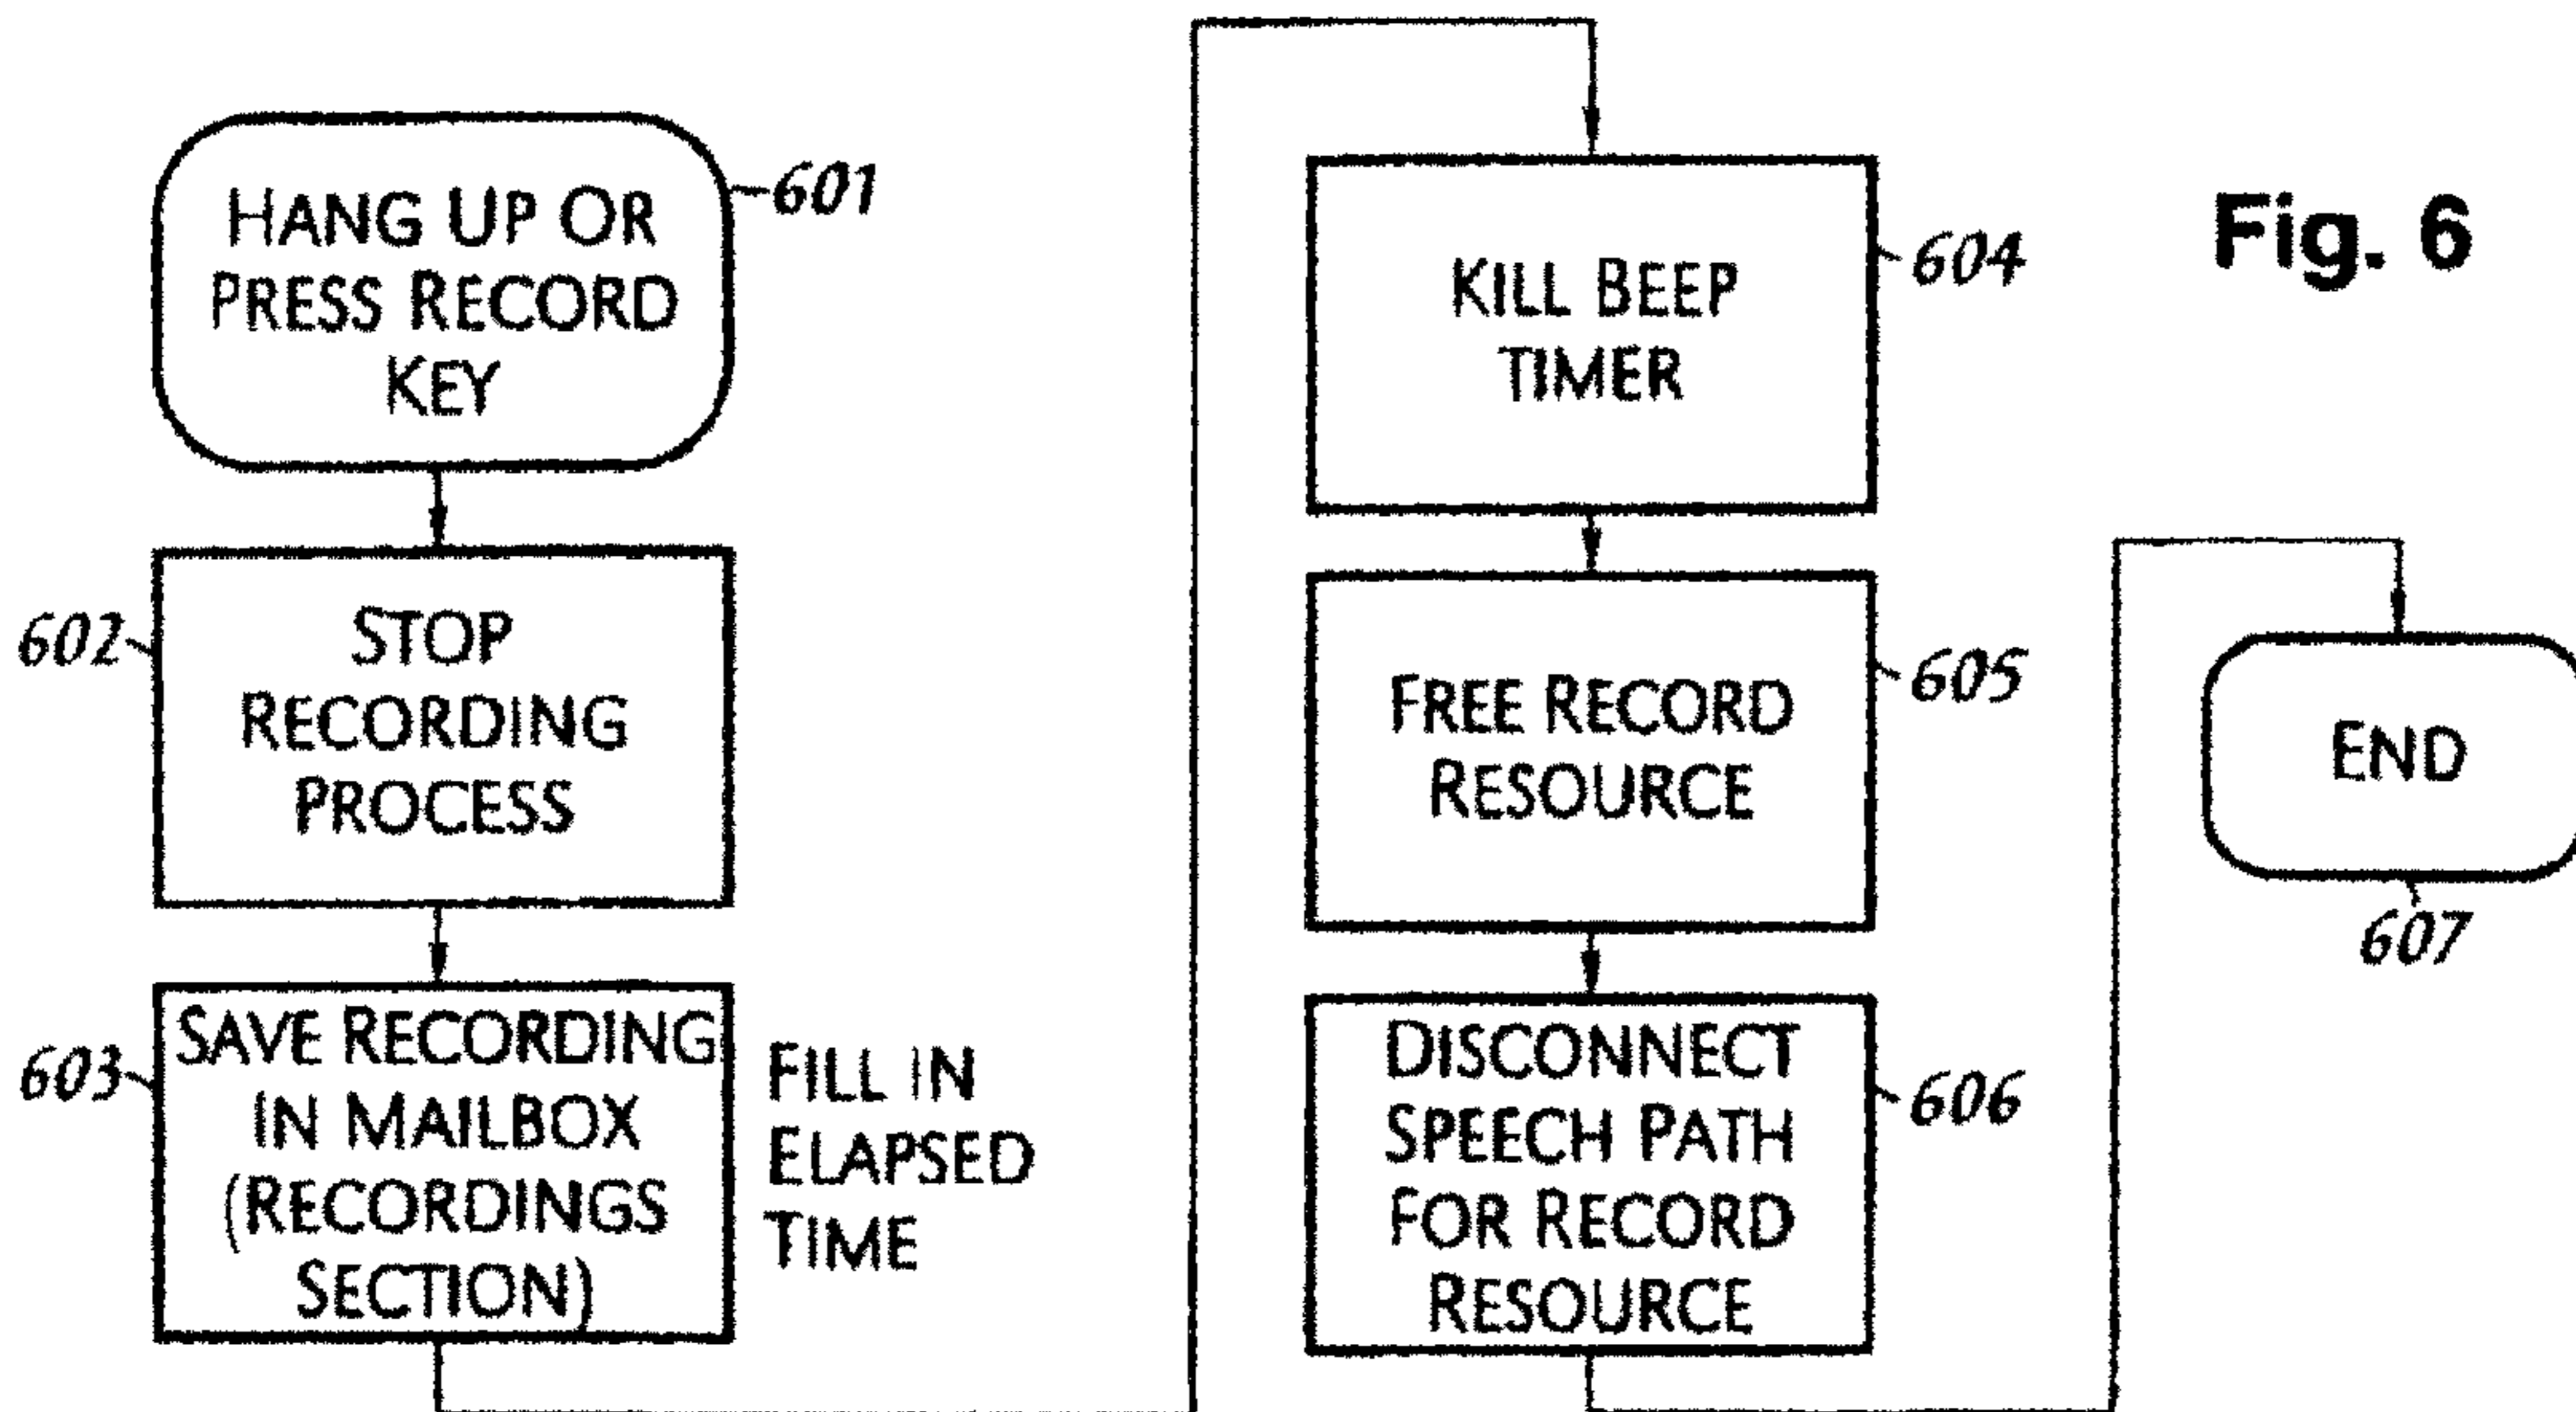 HANG UP OR
PRESS RECORD
KEY
601
602
STOP
RECORDING
PROCESS
603
SAVE RECORDING
IN MAILBOX
(RECORDINGS
SECTION)
FILL IN
ELAPSED
TIME
KILL BEEP
TIMER
604
FREE RECORD
RESOURCE
605
DISCONNECT
SPEECH PATH
FOR RECORD
RESOURCE
606
END
607
Fig. 6